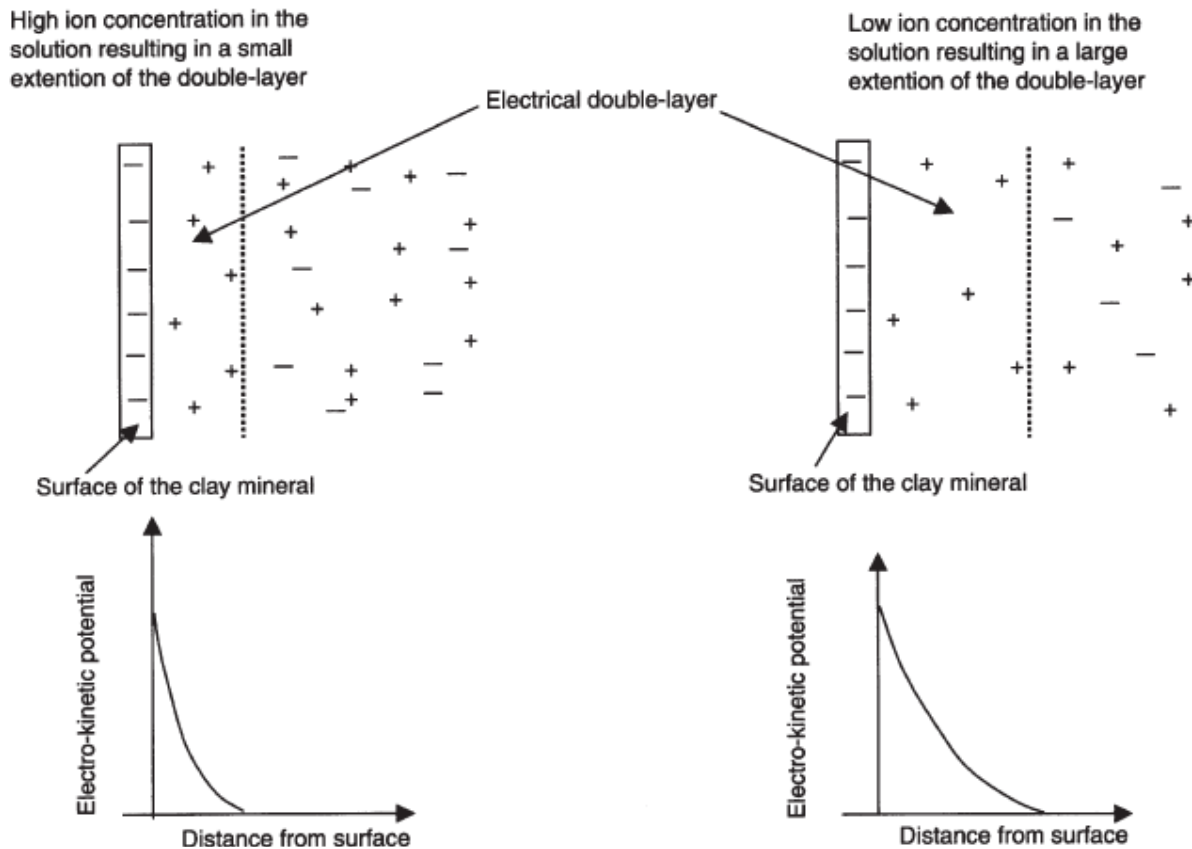 High ion concentration in the
solution resulting in a small
extention of the double-layer
Low ion concentration in the
solution resulting in a large
extention of the double-layer
Electrical double-layer
Surface of the clay mineral
Surface of the clay mineral
Electro-kinetic potential
Distance from surface
Electro-kinetic potential
Distance from surface